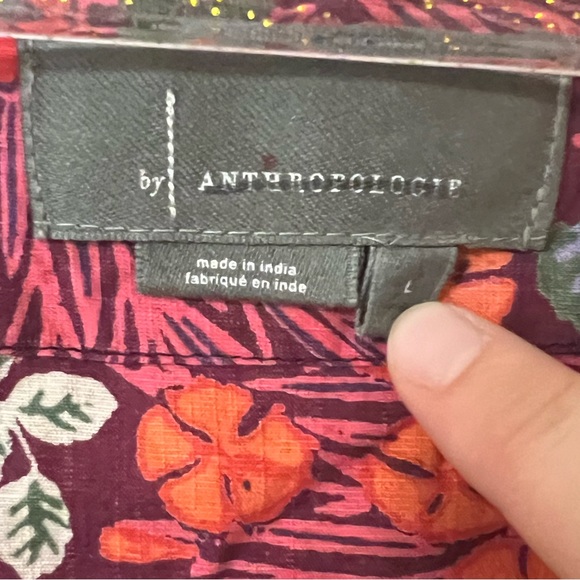 by ANTHROPOLOGIE
made in india
fabriqué en inde
L